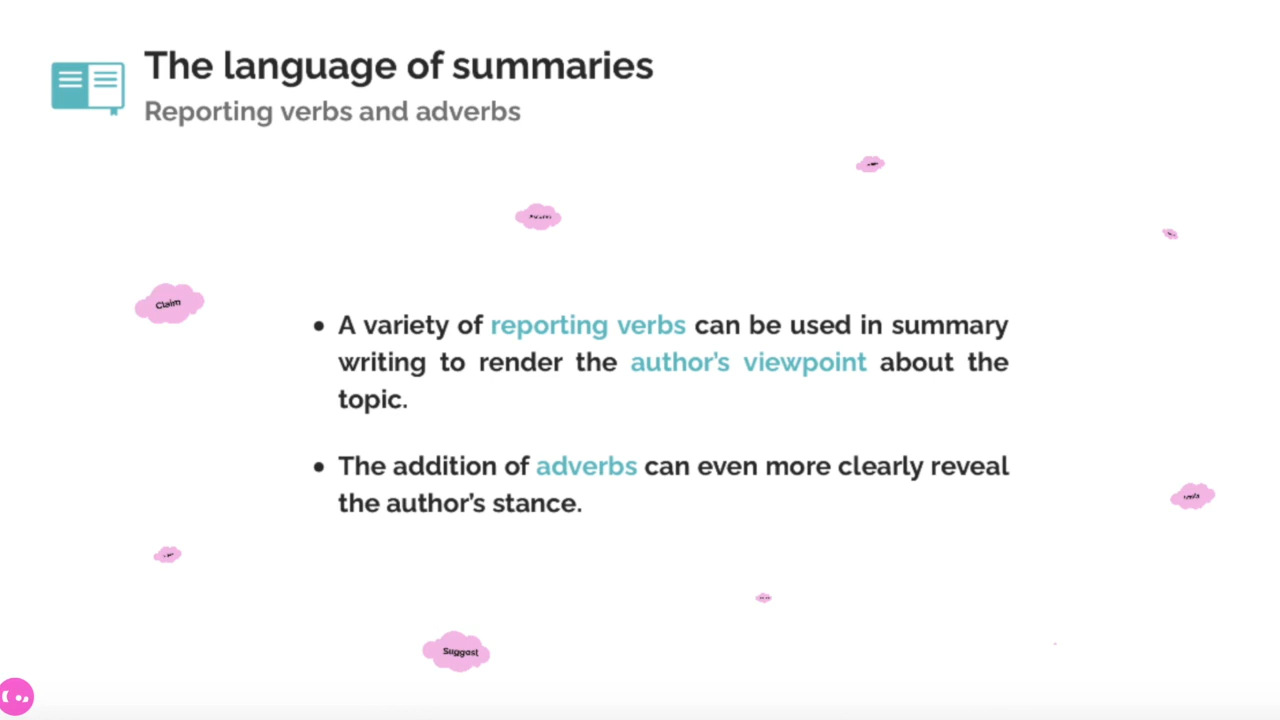 The language of summaries
Reporting verbs and adverbs
Claim
• A variety of reporting verbs can be used in summary
writing to render the author's viewpoint about the
topic.
• The addition of adverbs can even more clearly reveal
the author's stance.
Suggest